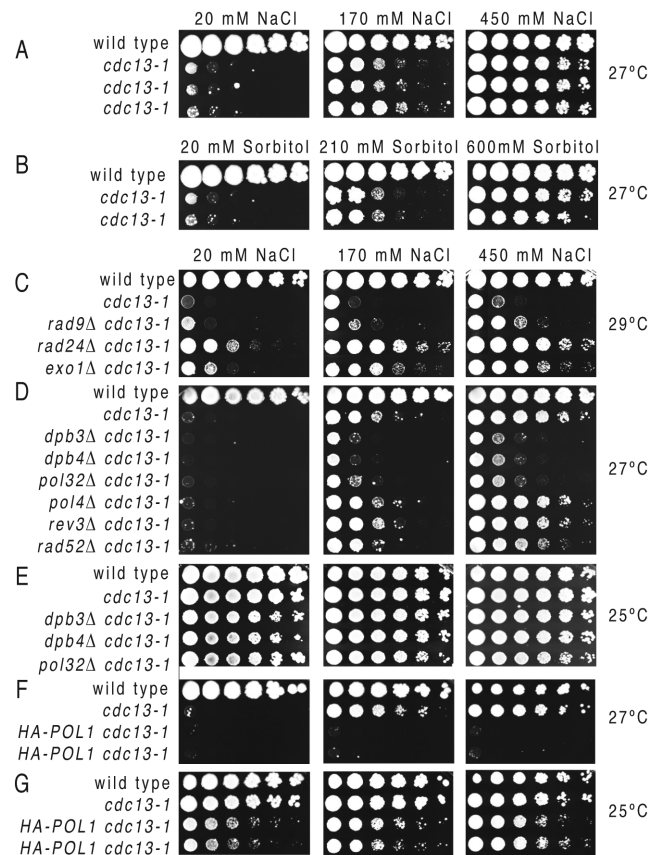 20 mM NaCl 170 mM NaCl 450 mM NaCl
A
wild type
cdc13-1
cdc13-1
cdc13-1
27ºC
20 mM Sorbitol 210 mM Sorbitol 600mM Sorbitol
B
wild type
cdc13-1
cdc13-1
27ºC
20 mM NaCl 170 mM NaCl 450 mM NaCl
C
wild type
cdc13-1
rad9Δ cdc13-1
rad24Δ cdc13-1
exo1Δ cdc13-1
29ºC
D
wild type
cdc13-1
dpb3Δ cdc13-1
dpb4Δ cdc13-1
pol32Δ cdc13-1
pol4Δ cdc13-1
rev3Δ cdc13-1
rad52Δ cdc13-1
27ºC
E
wild type
cdc13-1
dpb3Δ cdc13-1
dpb4Δ cdc13-1
pol32Δ cdc13-1
25ºC
F
wild type
cdc13-1
HA-POL1 cdc13-1
HA-POL1 cdc13-1
27ºC
G
wild type
cdc13-1
HA-POL1 cdc13-1
HA-POL1 cdc13-1
25ºC